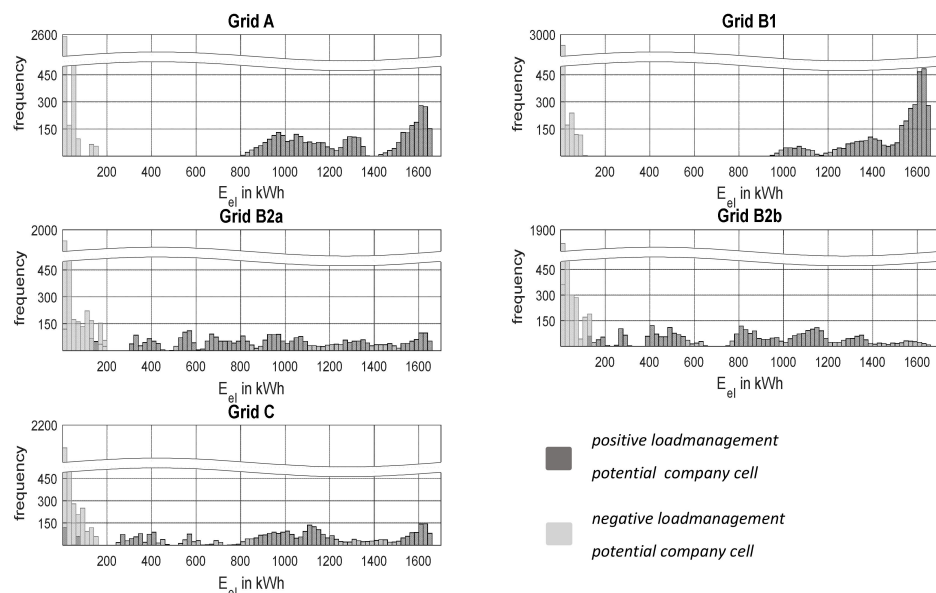 Grid A
2600
450
300
150
frequency
200 400 600 800 1000 1200 1400 1600
E_el in kWh
Grid B1
3000
450
300
150
frequency
200 400 600 800 1000 1200 1400 1600
E_el in kWh
Grid B2a
2000
450
300
150
frequency
200 400 600 800 1000 1200 1400 1600
E_el in kWh
Grid B2b
1900
450
300
150
frequency
200 400 600 800 1000 1200 1400 1600
E_el in kWh
Grid C
2200
450
300
150
frequency
200 400 600 800 1000 1200 1400 1600
E_el in kWh
positive loadmanagement
potential company cell
negative loadmanagement
potential company cell